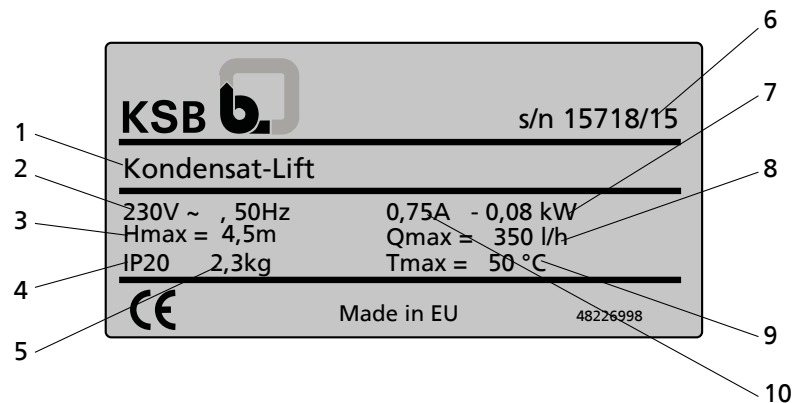 6
KSB b.
s/n 15718/15
7
1
Kondensat-Lift
2
230V ~ , 50Hz 0,75A - 0,08 kW
8
3
Hmax = 4,5m Qmax = 350 l/h
4
IP20 2,3kg Tmax = 50 °C
CE Made in EU 48226998
5
9
10